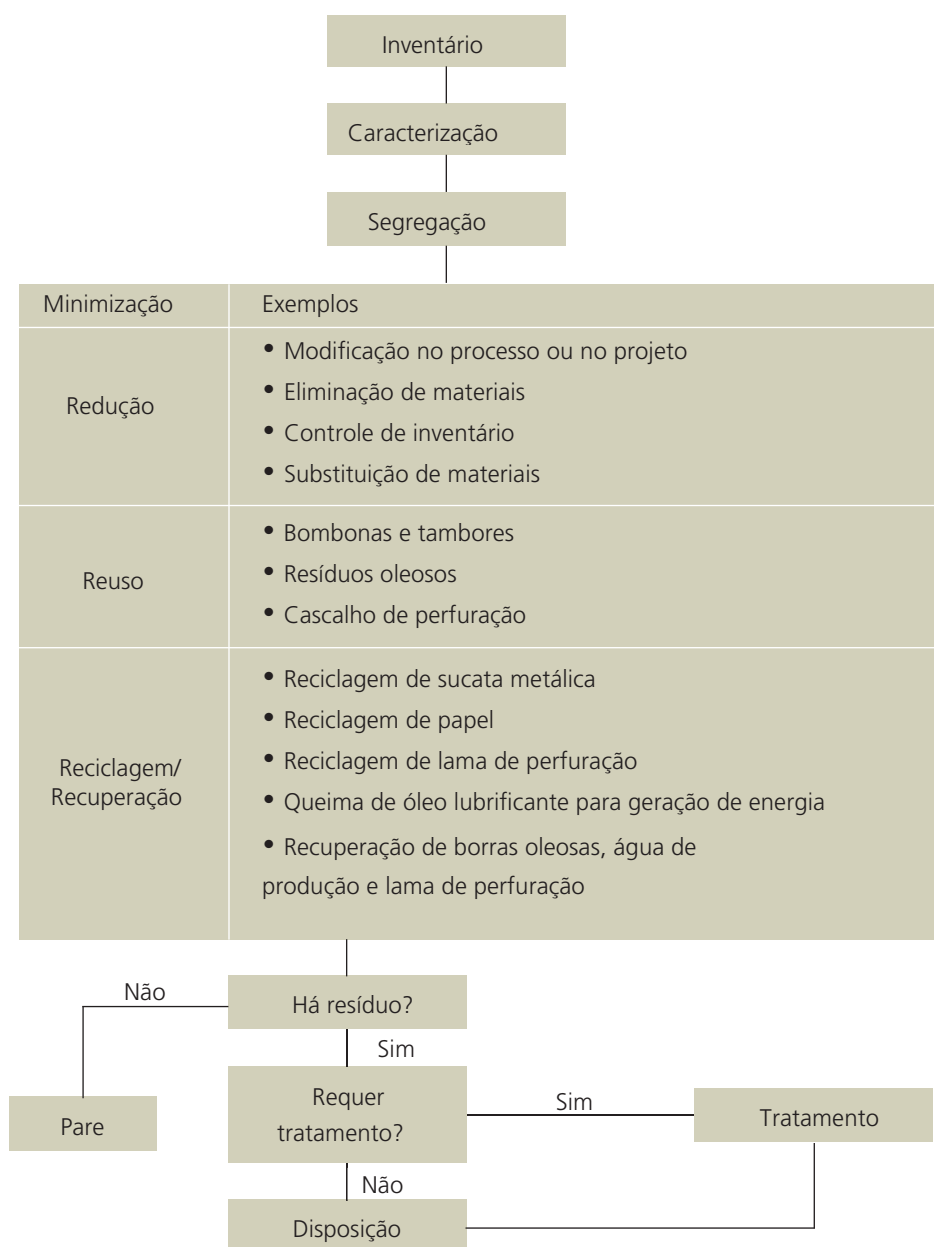 Inventário
Caracterização
Segregação
Minimização
Exemplos
Redução
• Modificação no processo ou no projeto
• Eliminação de materiais
• Controle de inventário
• Substituição de materiais
Reuso
• Bombonas e tambores
• Resíduos oleosos
• Cascalho de perfuração
Reciclagem/
Recuperação
• Reciclagem de sucata metálica
• Reciclagem de papel
• Reciclagem de lama de perfuração
• Queima de óleo lubrificante para geração de energia
• Recuperação de borras oleosas, água de
produção e lama de perfuração
Não
Há resíduo?
Sim
Pare
Requer
tratamento?
Sim
Tratamento
Não
Disposição